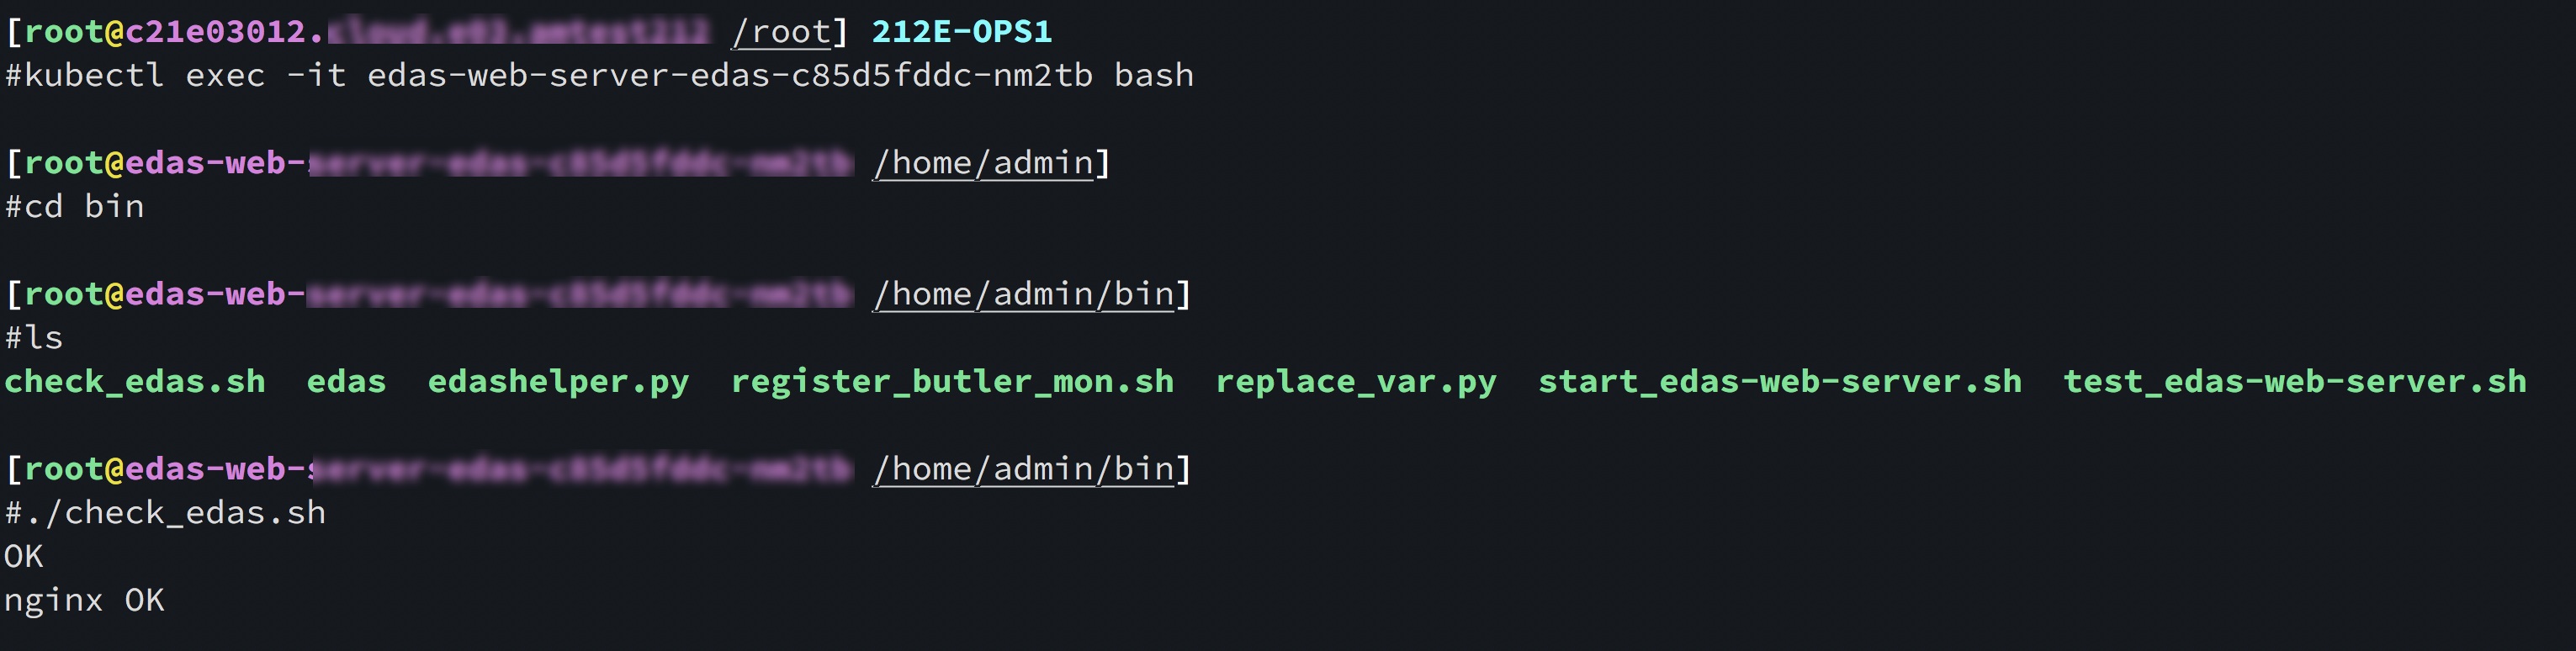 [root@c21e03012. /root] 212E-OPS1
#kubectl exec -it edas-web-server-edas-c85d5fddc-nm2tb bash
[root@edas-web- /home/admin]
#cd bin
[root@edas-web- /home/admin/bin]
#ls
check_edas.sh  edas  edashelper.py  register_butler_mon.sh  replace_var.py  start_edas-web-server.sh  test_edas-web-server.sh
[root@edas-web- /home/admin/bin]
#./check_edas.sh
OK
nginx OK